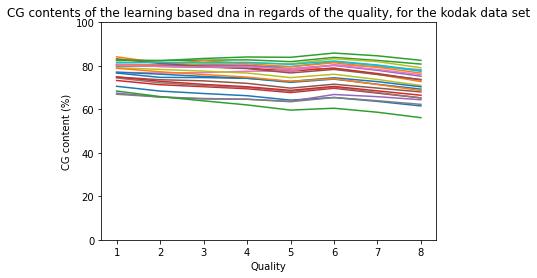 CG contents of the learning based dna in regards of the quality, for the kodak data set
100
80
60
40
20
0
CG content (%)
1 2 3 4 5 6 7 8
Quality